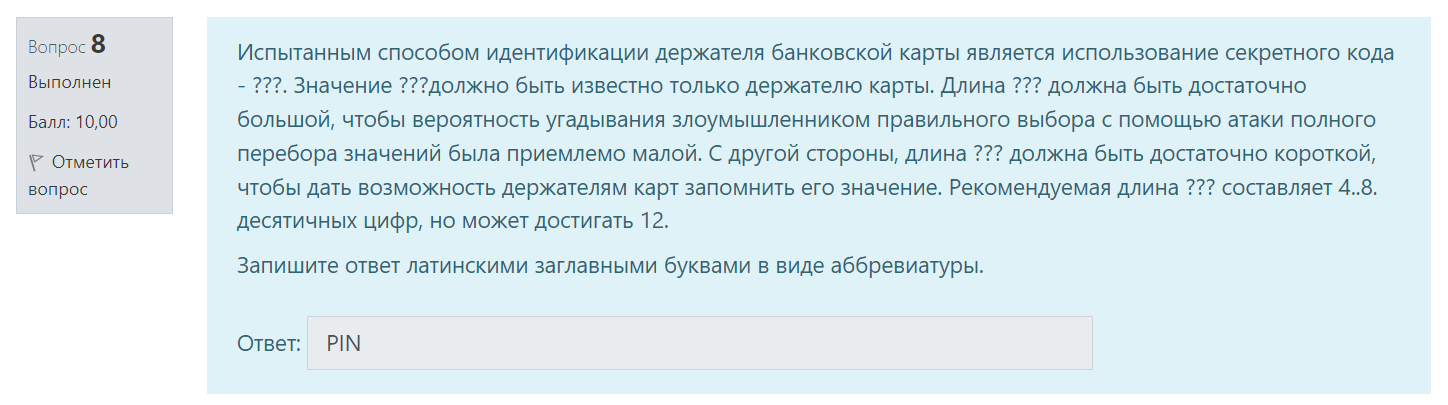 Вопрос 8
Выполнен
Балл: 10,00
Отметить
вопрос
Испытанным способом идентификации держателя банковской карты является использование секретного кода
- ???. Значение ???должно быть известно только держателю карты. Длина ??? должна быть достаточно
большой, чтобы вероятность угадывания злоумышленником правильного выбора с помощью атаки полного
перебора значений была приемлемо малой. С другой стороны, длина ??? должна быть достаточно короткой,
чтобы дать возможность держателям карт запомнить его значение. Рекомендуемая длина ??? составляет 4..8.
десятичных цифр, но может достигать 12.
Запишите ответ латинскими заглавными буквами в виде аббревиатуры.
Ответ: PIN